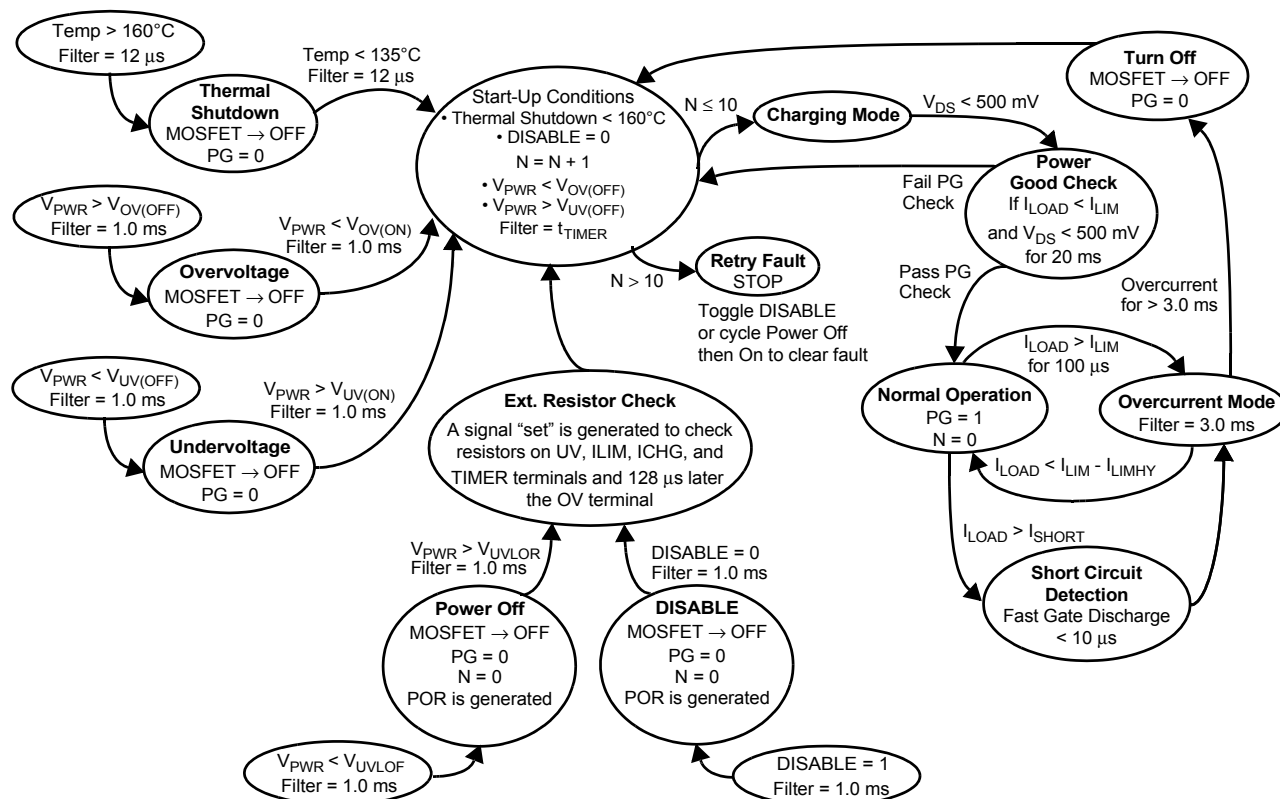 Temp > 160°C
Filter = 12 µs
Thermal
Shutdown
MOSFET → OFF
PG = 0
Temp < 135°C
Filter = 12 µs
V_PWR > V_OV(OFF)
Filter = 1.0 ms
Overvoltage
MOSFET → OFF
PG = 0
V_PWR < V_OV(ON)
Filter = 1.0 ms
V_PWR < V_UV(OFF)
Filter = 1.0 ms
Undervoltage
MOSFET → OFF
PG = 0
V_PWR > V_UV(ON)
Filter = 1.0 ms
Start-Up Conditions
• Thermal Shutdown < 160°C
• DISABLE = 0
N = N + 1
• V_PWR < V_OV(OFF)
• V_PWR > V_UV(OFF)
Filter = t_TIMER
N ≤ 10
Charging Mode
V_DS < 500 mV
Turn Off
MOSFET → OFF
PG = 0
Power
Good Check
If I_LOAD < I_LIM
and V_DS < 500 mV
for 20 ms
Fail PG
Check
Pass PG
Check
N > 10
Retry Fault
STOP
Toggle DISABLE
or cycle Power Off
then On to clear fault
Overcurrent
for > 3.0 ms
I_LOAD > I_LIM
for 100 µs
Normal Operation
PG = 1
N = 0
Overcurrent Mode
Filter = 3.0 ms
I_LOAD < I_LIM - I_LIMHY
I_LOAD > I_SHORT
Short Circuit
Detection
Fast Gate Discharge
< 10 µs
Ext. Resistor Check
A signal “set” is generated to check
resistors on UV, ILIM, ICHG, and
TIMER terminals and 128 µs later
the OV terminal
V_PWR > V_UVLOR
Filter = 1.0 ms
DISABLE = 0
Filter = 1.0 ms
Power Off
MOSFET → OFF
PG = 0
N = 0
POR is generated
DISABLE
MOSFET → OFF
PG = 0
N = 0
POR is generated
V_PWR < V_UVLOF
Filter = 1.0 ms
DISABLE = 1
Filter = 1.0 ms